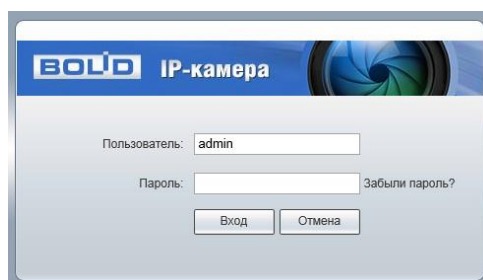 BOLID IP-камера
Пользователь: admin
Пароль: Забыли пароль?
Вход Отмена